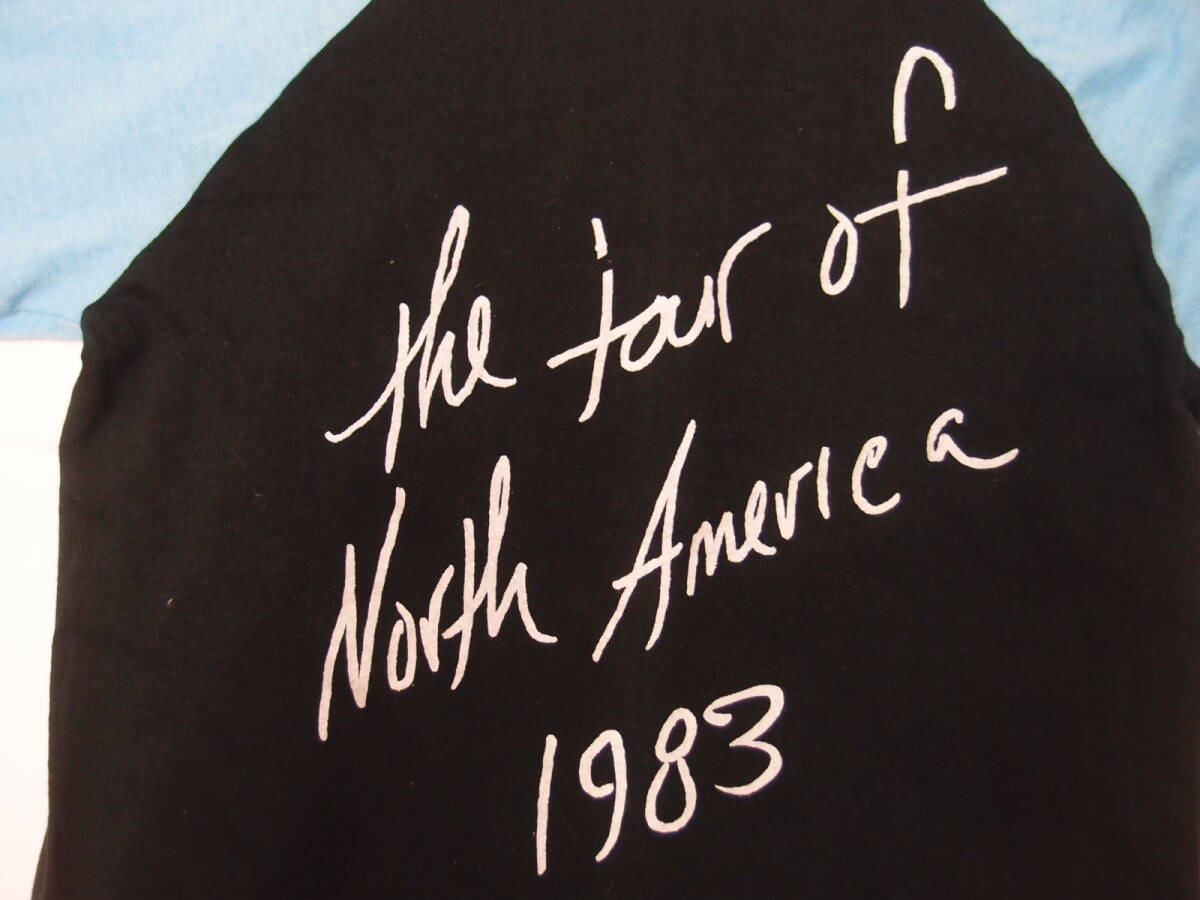 the tour of
North America
1983